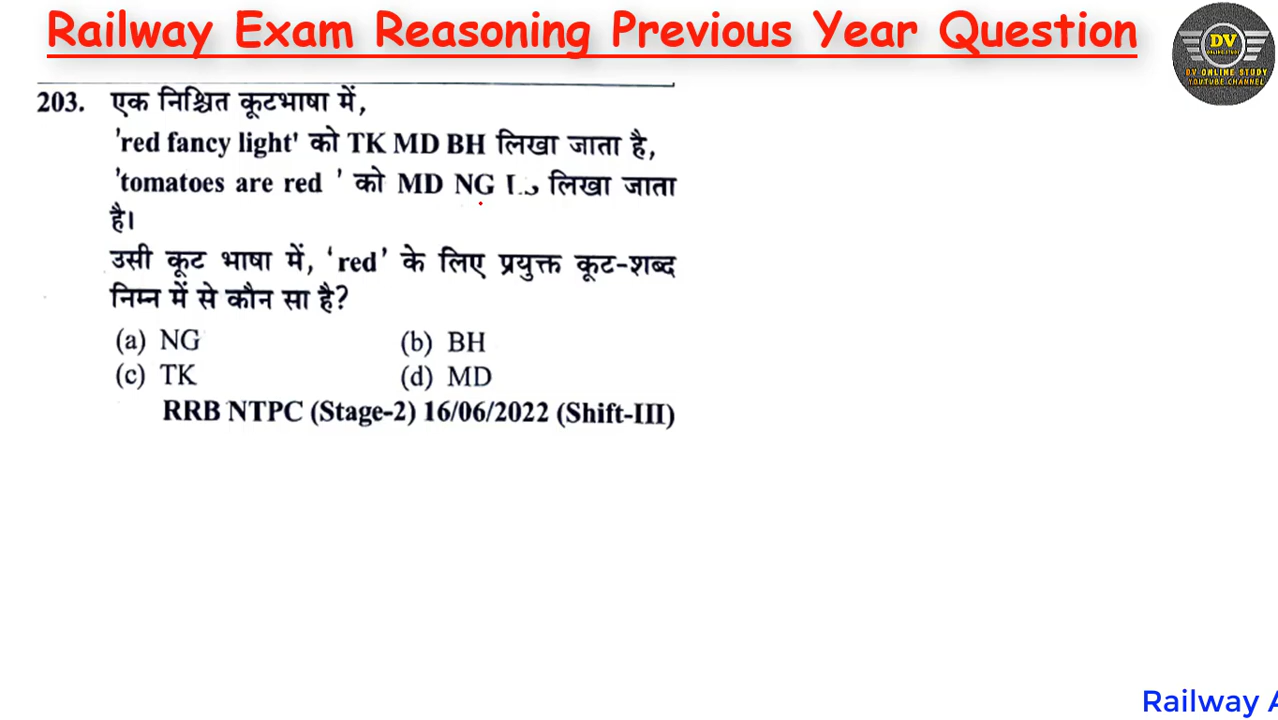 Railway Exam Reasoning Previous Year Question
DV
DV ONLINE STUDY
YOUTUBE CHANNEL
203. एक निश्चित कूटभाषा में,
'red fancy light' को TK MD BH लिखा जाता है,
'tomatoes are red ' को MD NG लिखा जाता
है।
उसी कूट भाषा में, 'red' के लिए प्रयुक्त कूट-शब्द
निम्न में से कौन सा है?
(a) NG (b) BH
(c) TK (d) MD
RRB NTPC (Stage-2) 16/06/2022 (Shift-III)
Railway A